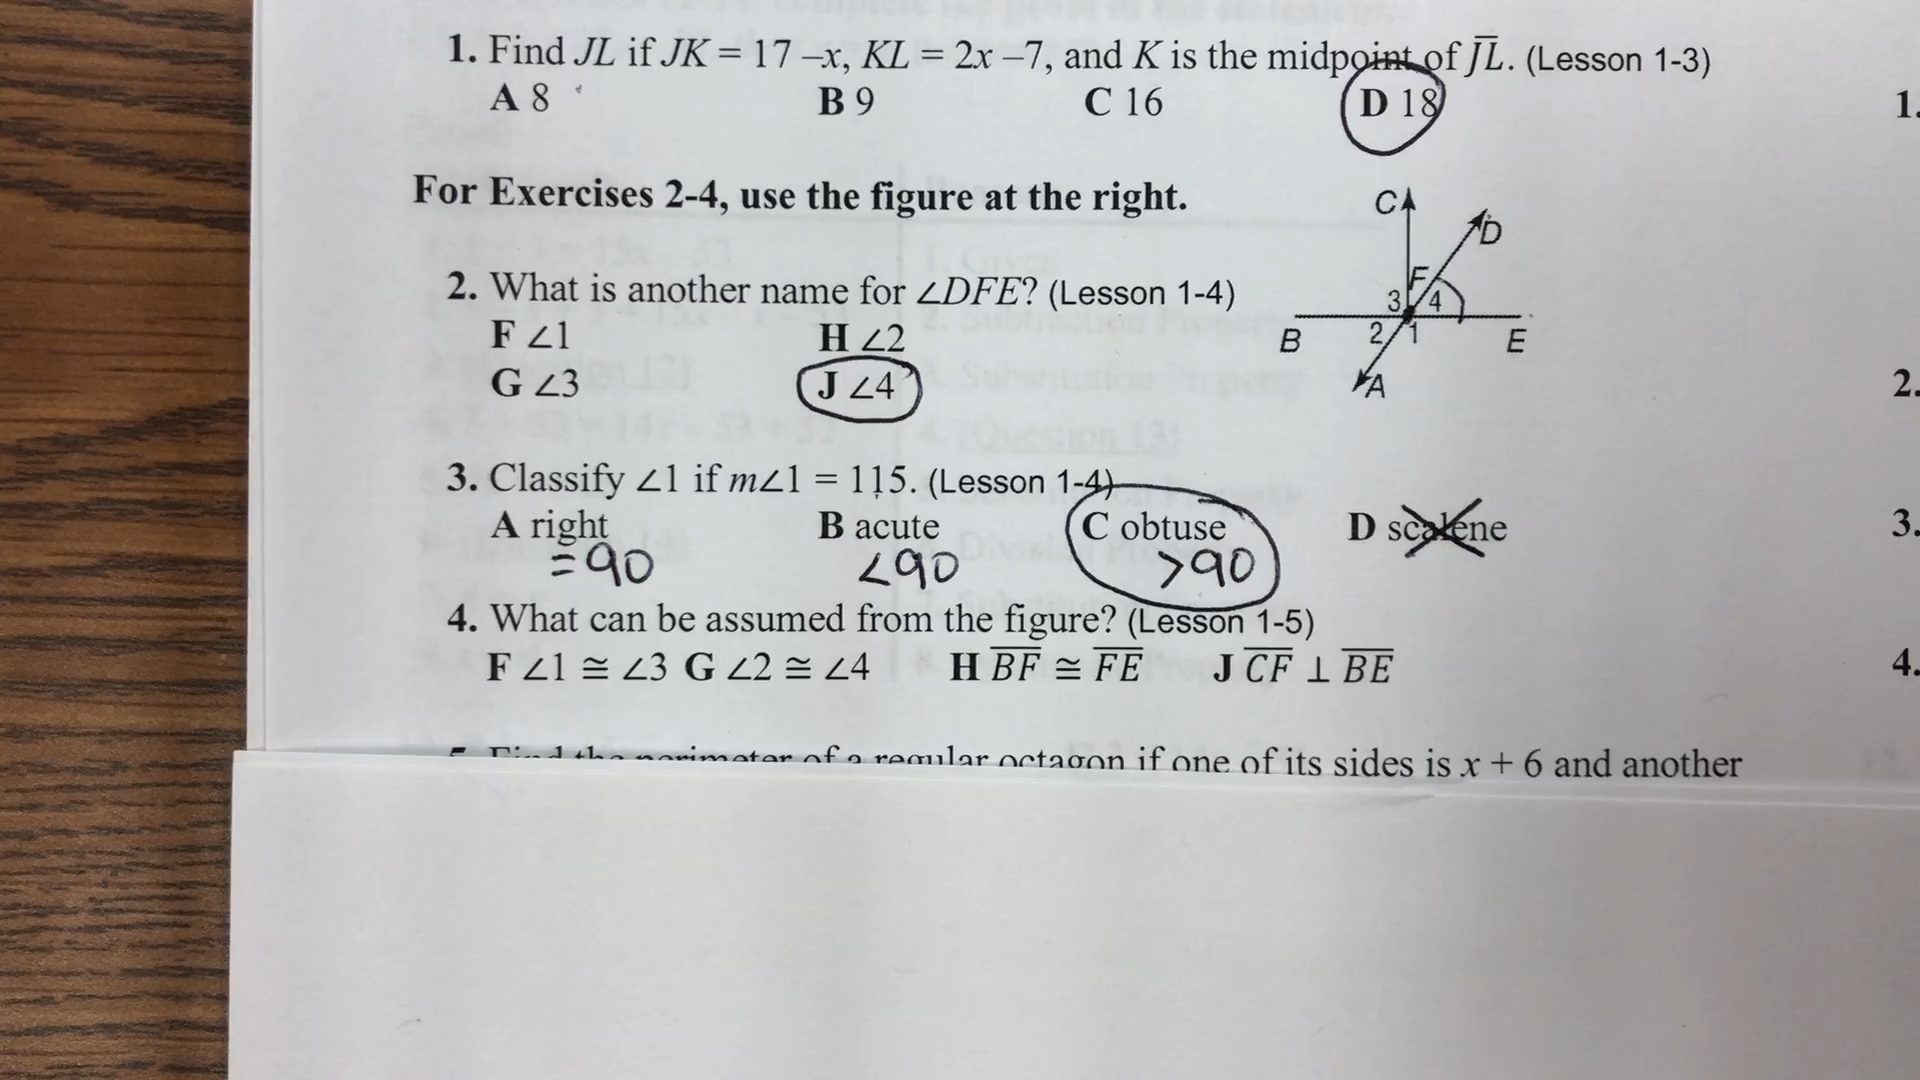 1. Find JL if JK = 17 –x, KL = 2x –7, and K is the midpoint of J̅L̅. (Lesson 1-3)
A 8 B 9 C 16 D 18
1.
For Exercises 2-4, use the figure at the right.
C
D
F
3 4
B 2 1 E
A
2. What is another name for ∠DFE? (Lesson 1-4)
F ∠1 H ∠2
G ∠3 J ∠4
2.
3. Classify ∠1 if m∠1 = 115. (Lesson 1-4)
A right B acute C obtuse D scalene
3.
=90 <90 >90
4. What can be assumed from the figure? (Lesson 1-5)
F ∠1 ≅ ∠3 G ∠2 ≅ ∠4 H B̅F̅ ≅ F̅E̅ J C̅F̅ ⊥ B̅E̅
4.
5. Find the perimeter of a regular octagon if one of its sides is x + 6 and another